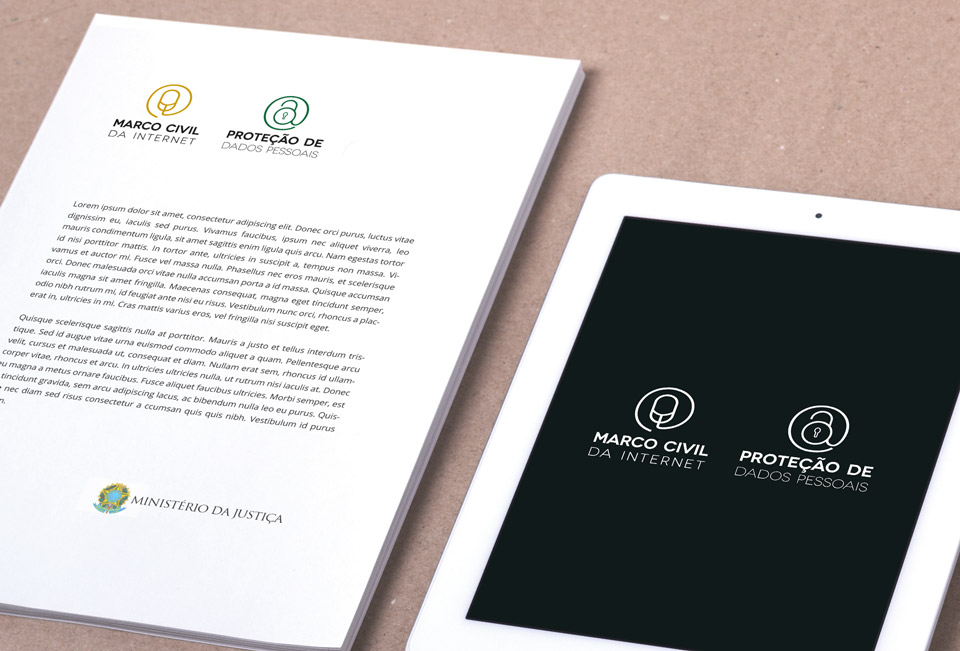 MARCO CIVIL
DA INTERNET
PROTEÇÃO DE
DADOS PESSOAIS
Lorem ipsum dolor sit amet, consectetur adipiscing elit. Donec orci purus, luctus vitae
dignissim eu, iaculis sed purus. Vivamus faucibus, ipsum nec aliquet viverra, leo
mauris condimentum ligula, sit amet sagittis enim ligula quis arcu. Nam egestas tortor
id nisi porttitor mattis. In tortor ante, ultricies in suscipit a, tempus non massa. Vi-
vamus et auctor mi. Fusce vel massa nulla. Phasellus nec eros mauris, et scelerisque
orci. Donec malesuada orci vitae nulla accumsan porta a id massa. Quisque accumsan
iaculis magna sit amet fringilla. Maecenas consequat, magna eget tincidunt semper,
odio nibh rutrum mi, id feugiat ante nisi eu risus. Vestibulum nunc orci, rhoncus a plac-
erat in, ultricies in mi. Cras mattis varius eros, vel fringilla nisi suscipit eget.
Quisque scelerisque sagittis nulla at porttitor. Mauris a justo et tellus interdum tris-
tique. Sed id augue vitae urna euismod commodo aliquet a quam. Pellentesque arcu
velit, cursus et malesuada ut, consequat et diam. Nullam erat sem, rhoncus id ullam-
corper vitae, rhoncus et arcu. In ultricies ultricies nulla, ut rutrum nisi iaculis at. Donec
eu magna a metus ornare faucibus. Fusce aliquet faucibus ultricies. Morbi semper, est
tincidunt gravida, sem arcu adipiscing lacus, ac bibendum nulla leo eu purus. Quis-
nec diam sed risus consectetur a ccumsan quis quis nibh. Vestibulum id purus
n.
MINISTÉRIO DA JUSTIÇA
MARCO CIVIL
DA INTERNET
PROTEÇÃO DE
DADOS PESSOAIS